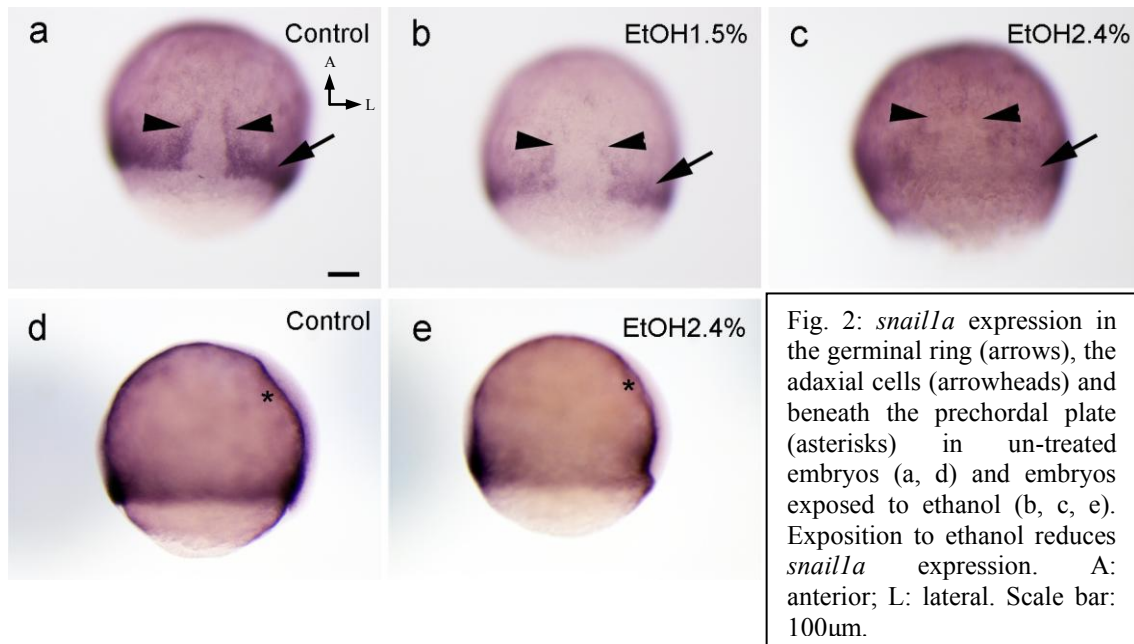 a
Control
A
L
b
EtOH1.5%
c
EtOH2.4%
d
Control
*
e
EtOH2.4%
*
Fig. 2: snail1a expression in
the germinal ring (arrows), the
adaxial cells (arrowheads) and
beneath the prechordal plate
(asterisks) in un-treated
embryos (a, d) and embryos
exposed to ethanol (b, c, e).
Exposition to ethanol reduces
snail1a expression. A:
anterior; L: lateral. Scale bar:
100um.